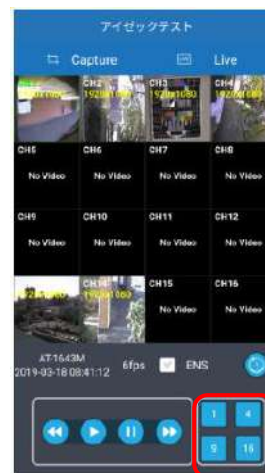 アイゼックテスト
Capture Live
CH2 CH3 CH4
1920x1080 1920x1080 1920x1080
CH5 CH6 CH7 CH8
No Video No Video No Video No Video
CH9 CH10 CH11 CH12
No Video No Video No Video No Video
CH14 CH15 CH16
1920x1080 No Video No Video
AT-1643M
2019-03-18 08:41:12 6fps ENS
1 4
9 16